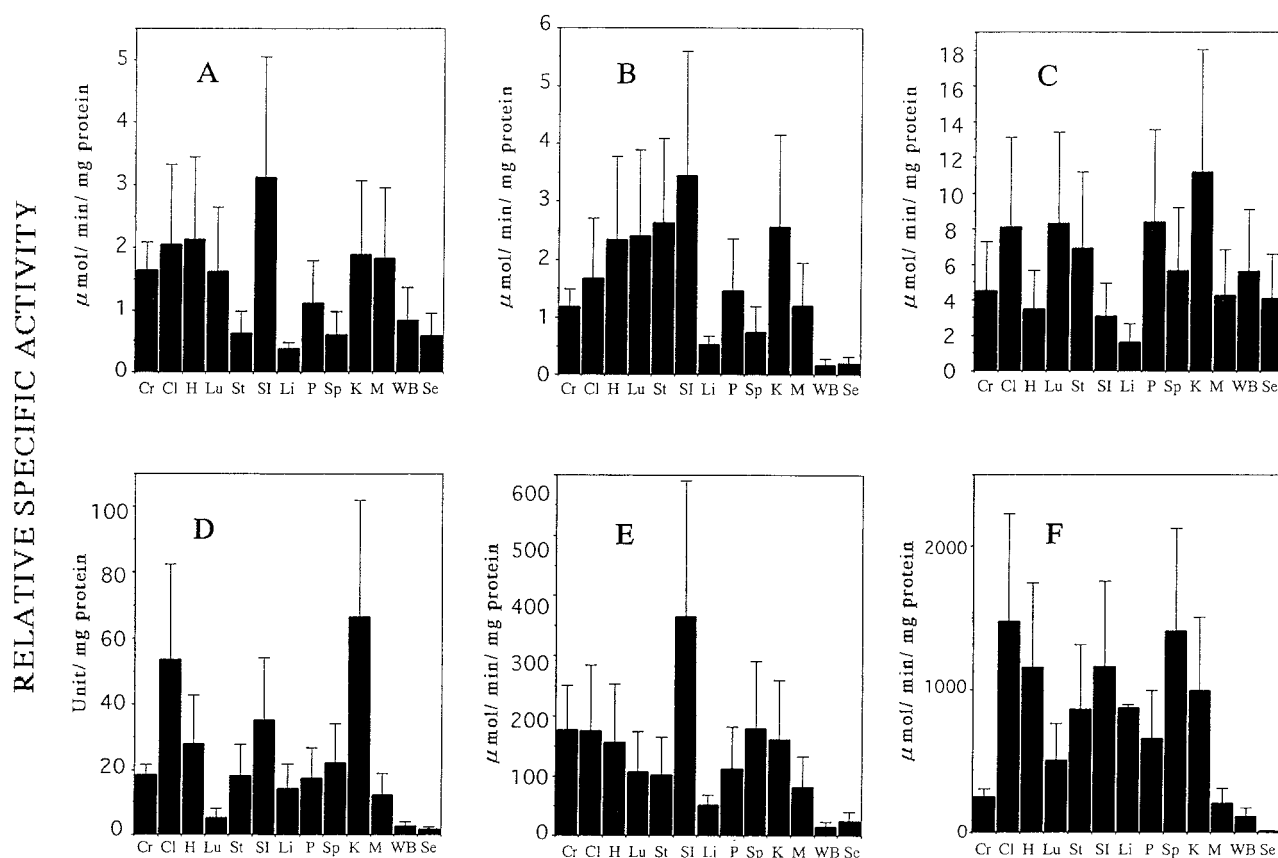 RELATIVE SPECIFIC ACTIVITY
A
μ mol/ min/ mg protein
5
4
3
2
1
0
Cr Cl H Lu St SI Li P Sp K M WB Se
B
μ mol/ min/ mg protein
6
5
4
3
2
1
0
Cr Cl H Lu St SI Li P Sp K M WB Se
C
μ mol/ min/ mg protein
18
16
14
12
10
8
6
4
2
0
Cr Cl H Lu St SI Li P Sp K M WB Se
D
Unit/ mg protein
100
80
60
40
20
0
Cr Cl H Lu St SI Li P Sp K M WB Se
E
μ mol/ min/ mg protein
600
500
400
300
200
100
0
Cr Cl H Lu St SI Li P Sp K M WB Se
F
μ mol/ min/ mg protein
2000
1000
0
Cr Cl H Lu St SI Li P Sp K M WB Se